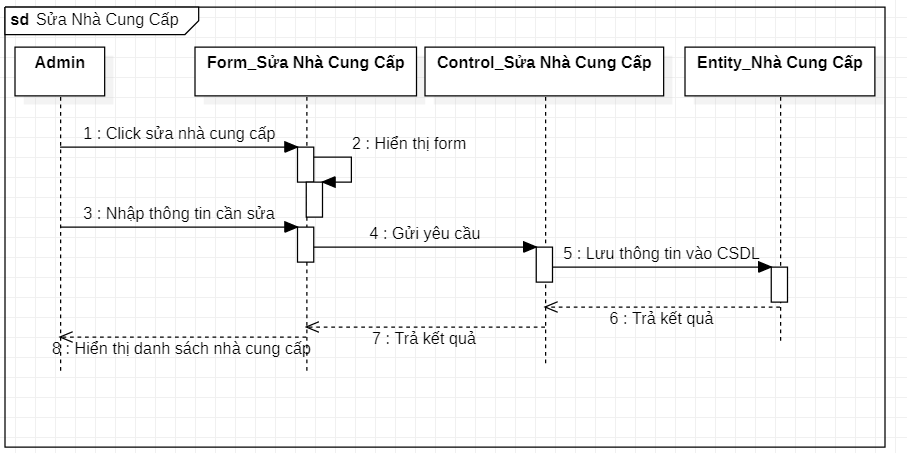 sd Sửa Nhà Cung Cấp
Admin
Form_Sửa Nhà Cung Cấp
Control_Sửa Nhà Cung Cấp
Entity_Nhà Cung Cấp
1 : Click sửa nhà cung cấp
2 : Hiển thị form
3 : Nhập thông tin cần sửa
4 : Gửi yêu cầu
5 : Lưu thông tin vào CSDL
6 : Trả kết quả
7 : Trả kết quả
8 : Hiển thị danh sách nhà cung cấp